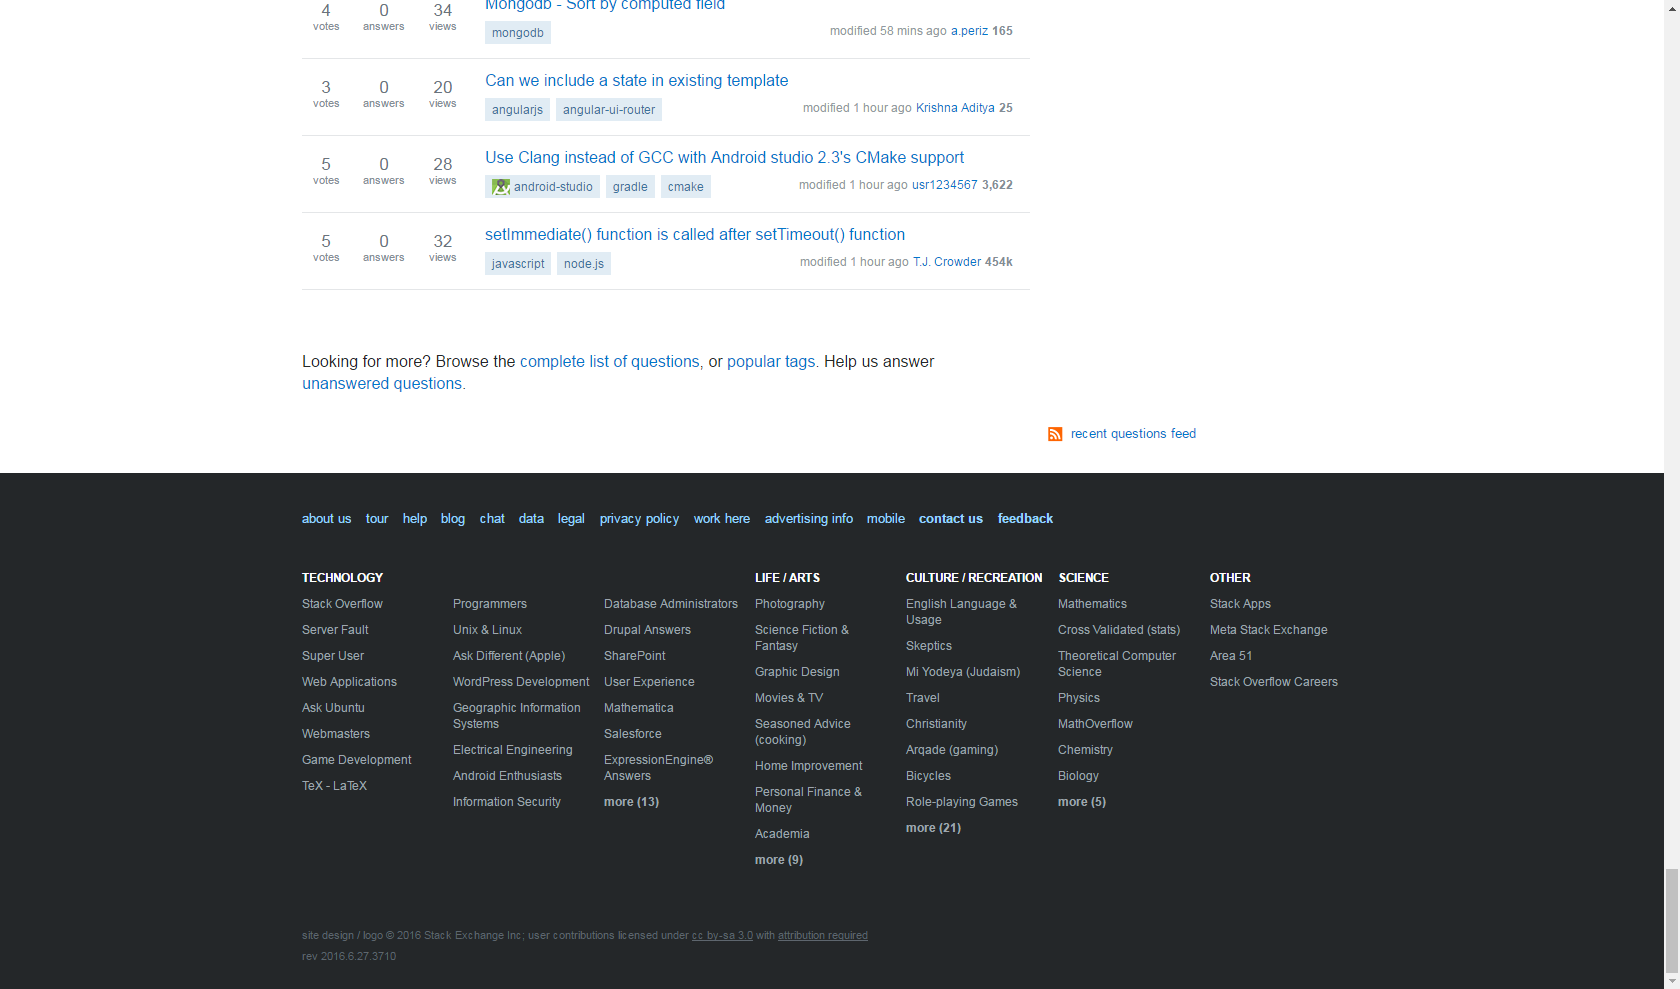 4 0 34 Mongodb - Sort by computed field
votes answers views mongodb modified 58 mins ago a.periz 165
3 0 20 Can we include a state in existing template
votes answers views angularjs angular-ui-router modified 1 hour ago Krishna Aditya 25
5 0 28 Use Clang instead of GCC with Android studio 2.3's CMake support
votes answers views android-studio gradle cmake modified 1 hour ago usr1234567 3,622
5 0 32 setImmediate() function is called after setTimeout() function
votes answers views javascript node.js modified 1 hour ago T.J. Crowder 454k
Looking for more? Browse the complete list of questions, or popular tags. Help us answer
unanswered questions.
recent questions feed
about us tour help blog chat data legal privacy policy work here advertising info mobile contact us feedback
TECHNOLOGY
Stack Overflow
Server Fault
Super User
Web Applications
Ask Ubuntu
Webmasters
Game Development
TeX - LaTeX
Programmers
Unix & Linux
Ask Different (Apple)
WordPress Development
Geographic Information
Systems
Electrical Engineering
Android Enthusiasts
Information Security
Database Administrators
Drupal Answers
SharePoint
User Experience
Mathematica
Salesforce
ExpressionEngine®
Answers
more (13)
LIFE / ARTS
Photography
Science Fiction &
Fantasy
Graphic Design
Movies & TV
Seasoned Advice
(cooking)
Home Improvement
Personal Finance &
Money
Academia
more (9)
CULTURE / RECREATION
English Language &
Usage
Skeptics
Mi Yodeya (Judaism)
Travel
Christianity
Arqade (gaming)
Bicycles
Role-playing Games
more (21)
SCIENCE
Mathematics
Cross Validated (stats)
Theoretical Computer
Science
Physics
MathOverflow
Chemistry
Biology
more (5)
OTHER
Stack Apps
Meta Stack Exchange
Area 51
Stack Overflow Careers
site design / logo © 2016 Stack Exchange Inc; user contributions licensed under cc by-sa 3.0 with attribution required
rev 2016.6.27.3710